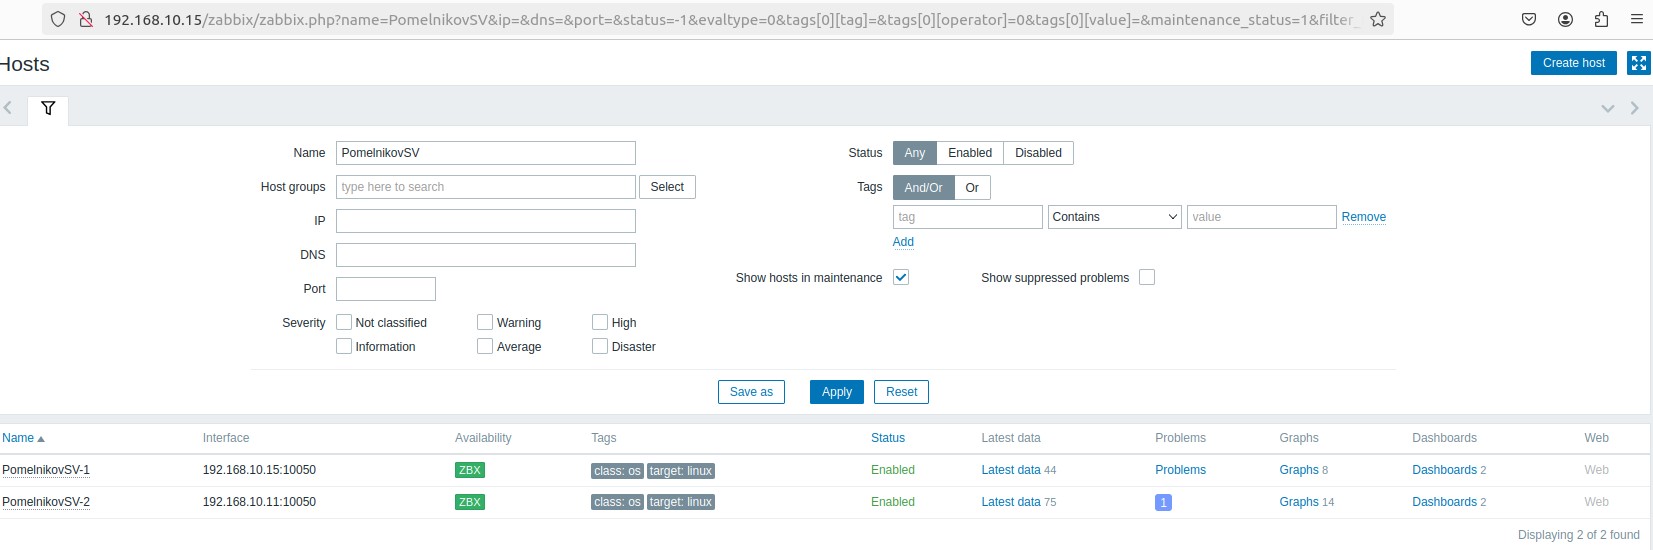 192.168.10.15/zabbix/zabbix.php?name=PomelnikovSV&ip=&dns=&port=&status=-1&evaltype=0&tags[0][tag]=&tags[0][operator]=0&tags[0][value]=&maintenance_status=1&filter_
Hosts
Create host
Name PomelnikovSV Status Any Enabled Disabled
Host groups type here to search Select Tags And/Or Or
IP tag Contains value Remove
Add
DNS
Show hosts in maintenance Show suppressed problems
Port
Severity Not classified Warning High
Information Average Disaster
Save as Apply Reset
Name Interface Availability Tags Status Latest data Problems Graphs Dashboards Web
PomelnikovSV-1 192.168.10.15:10050 ZBX class: os target: linux Enabled Latest data 44 Problems Graphs 8 Dashboards 2 Web
PomelnikovSV-2 192.168.10.11:10050 ZBX class: os target: linux Enabled Latest data 75 1 Graphs 14 Dashboards 2 Web
Displaying 2 of 2 found